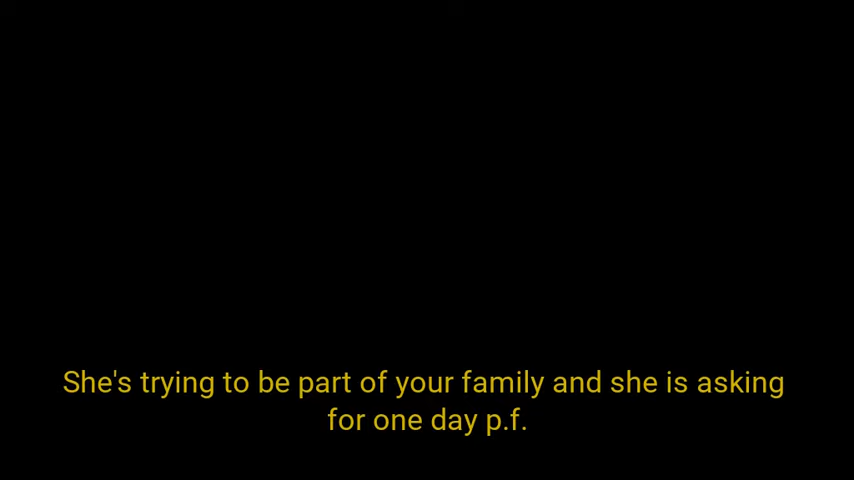 She's trying to be part of your family and she is asking
for one day p.f.